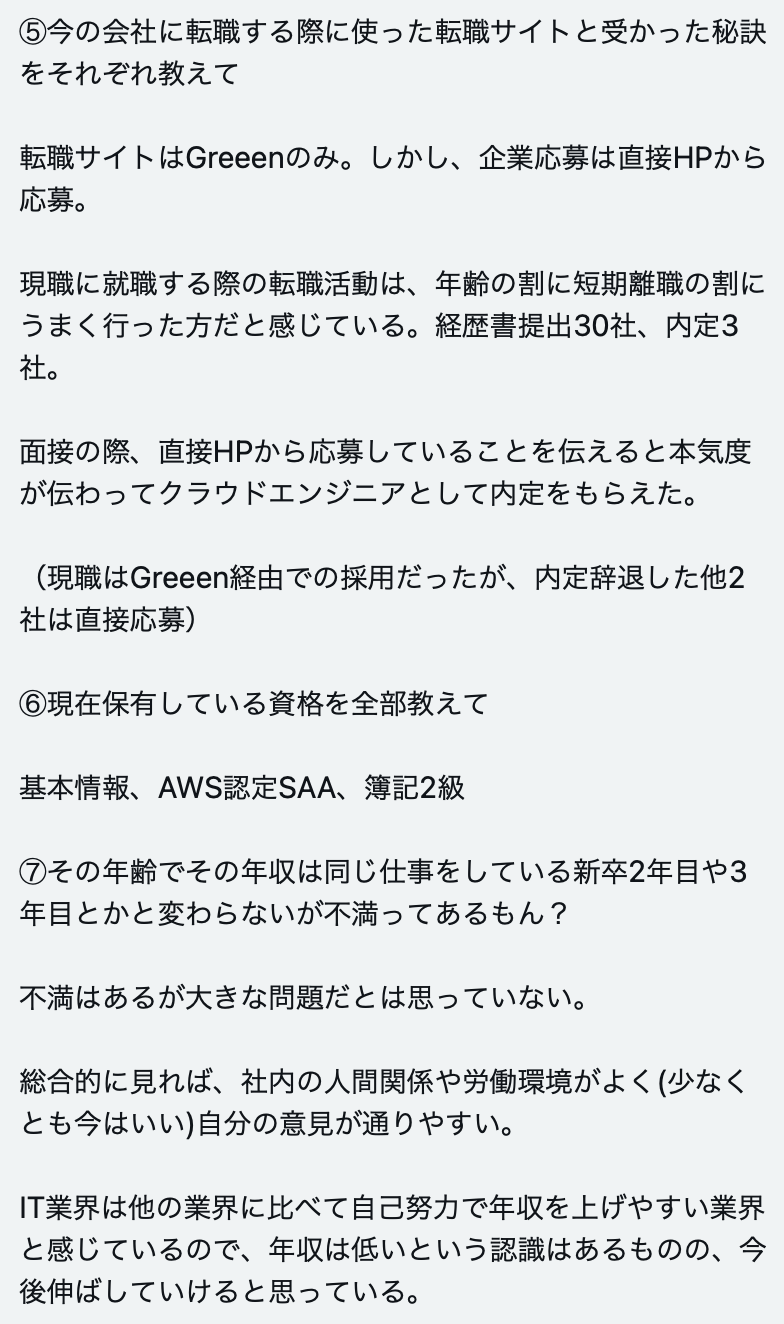 ⑤今の会社に転職する際に使った転職サイトと受かった秘訣
をそれぞれ教えて
転職サイトはGreeenのみ。しかし、企業応募は直接HPから
応募。
現職に就職する際の転職活動は、年齢の割に短期離職の割に
うまく行った方だと感じている。経歴書提出30社、内定3
社。
面接の際、直接HPから応募していることを伝えると本気度
が伝わってクラウドエンジニアとして内定をもらえた。
（現職はGreeen経由での採用だったが、内定辞退した他2
社は直接応募）
⑥現在保有している資格を全部教えて
基本情報、AWS認定SAA、簿記2級
⑦その年齢でその年収は同じ仕事をしている新卒2年目や3
年目とかと変わらないが不満ってあるもん？
不満はあるが大きな問題だとは思っていない。
総合的に見れば、社内の人間関係や労働環境がよく(少なく
とも今はいい)自分の意見が通りやすい。
IT業界は他の業界に比べて自己努力で年収を上げやすい業界
と感じているので、年収は低いという認識はあるものの、今
後伸ばしていけると思っている。